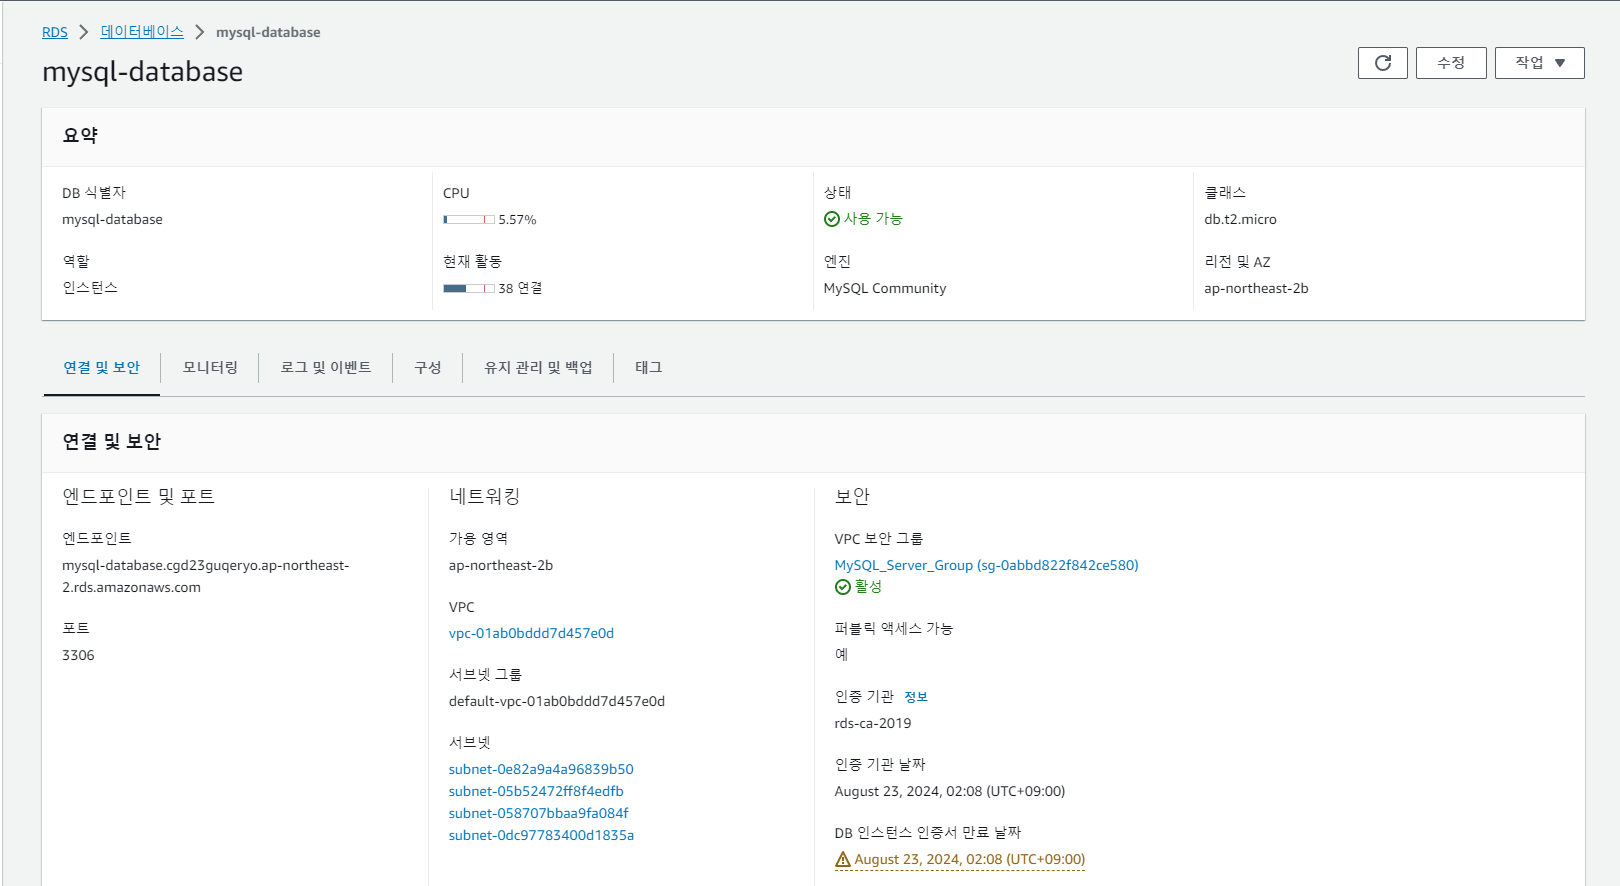 RDS > 데이터베이스 > mysql-database
mysql-database
수정
작업
요약
DB 식별자
mysql-database
CPU
5.57%
상태
사용 가능
클래스
db.t2.micro
역할
인스턴스
현재 활동
38 연결
엔진
MySQL Community
리전 및 AZ
ap-northeast-2b
연결 및 보안
모니터링
로그 및 이벤트
구성
유지 관리 및 백업
태그
연결 및 보안
엔드포인트 및 포트
엔드포인트
mysql-database.cgd23guqeryo.ap-northeast-
2.rds.amazonaws.com
포트
3306
네트워킹
가용 영역
ap-northeast-2b
VPC
vpc-01ab0bddd7d457e0d
서브넷 그룹
default-vpc-01ab0bddd7d457e0d
서브넷
subnet-0e82a9a4a96839b50
subnet-05b52472ff8f4edfb
subnet-058707bbaa9fa084f
subnet-0dc97783400d1835a
보안
VPC 보안 그룹
MySQL_Server_Group (sg-0abbd822f842ce580)
활성
퍼블릭 액세스 가능
예
인증 기관 정보
rds-ca-2019
인증 기관 날짜
August 23, 2024, 02:08 (UTC+09:00)
DB 인스턴스 인증서 만료 날짜
August 23, 2024, 02:08 (UTC+09:00)